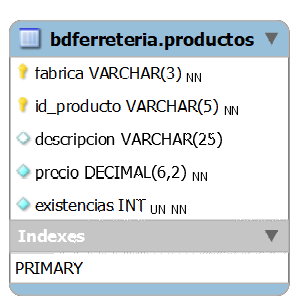 bdferreteria.productos
fabrica VARCHAR(3) NN
id_producto VARCHAR(5) NN
descripcion VARCHAR(25)
precio DECIMAL(6,2) NN
existencias INT UN NN
Indexes
PRIMARY